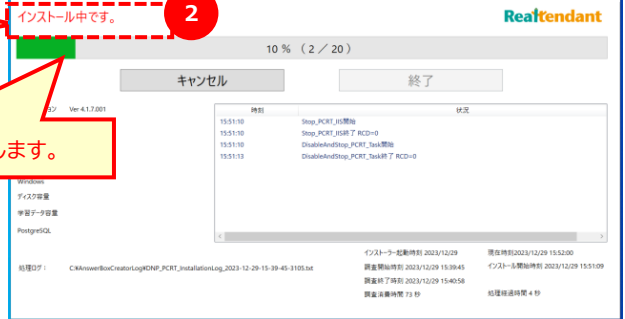 インストール中です。
2
Realtendant
10 % （2／20）
キャンセル
終了
ョン Ver 4.1.7.001
時刻 状況
15:51:10 Stop_PCRT_IIS開始
15:51:10 Stop_PCRT_IIS終了 RCD=0
15:51:10 DisableAndStop_PCRT_Task開始
15:51:13 DisableAndStop_PCRT_Task終了 RCD=0
します。
Windows
ディスク容量
学習データ容量
PostgreSQL
インストーラー起動時刻 2023/12/29
現在時刻2023/12/29 15:52:00
処理ログ： C:¥AnswerBoxCreatorLog¥DNP_PCRT_InstallationLog_2023-12-29-15-39-45-3105.txt
調査開始時刻 2023/12/29 15:39:45
インストール開始時刻 2023/12/29 15:51:09
調査終了時刻 2023/12/29 15:40:58
調査消費時間 73 秒
処理経過時間 4 秒